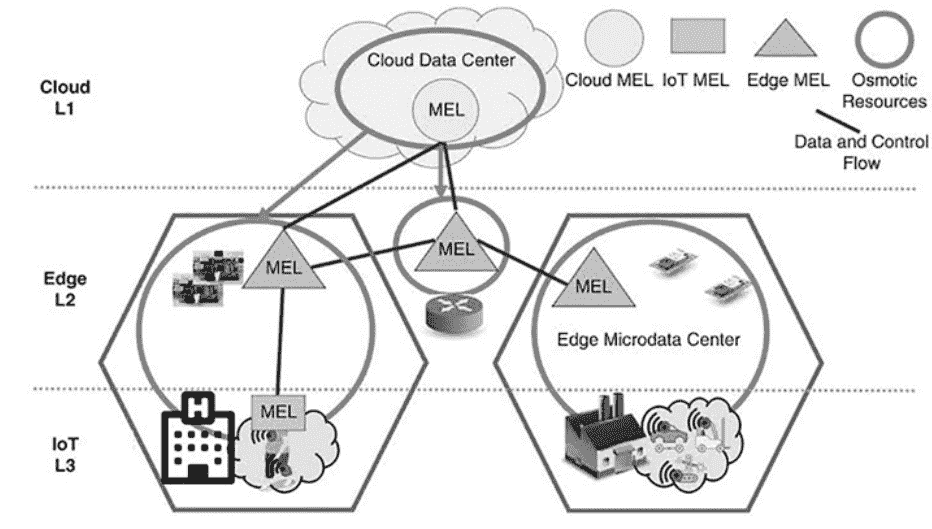 Cloud
L1
Cloud Data Center
MEL
Cloud MEL
IoT MEL
Edge MEL
Osmotic
Resources
Data and Control
Flow
Edge
L2
MEL
MEL
MEL
Edge Microdata Center
IoT
L3
H
MEL